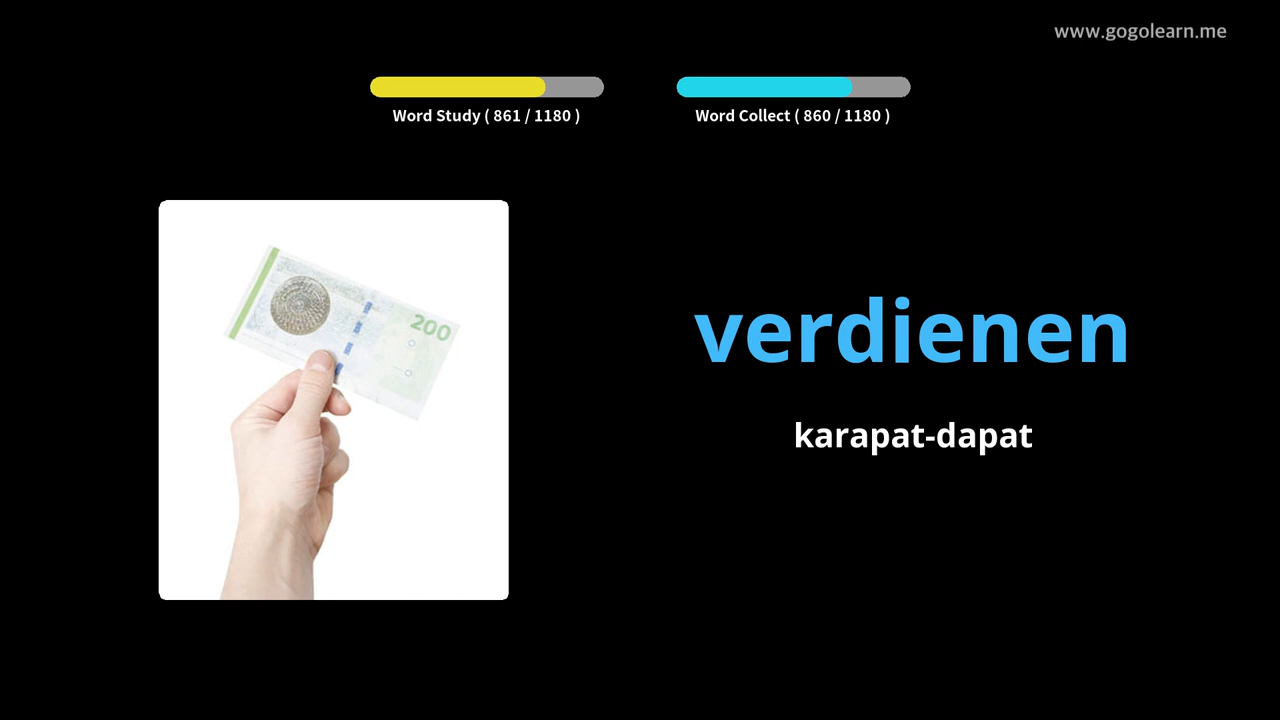 www.gogolearn.me
Word Study ( 861 / 1180 )
Word Collect ( 860 / 1180 )
200
verdienen
karapat-dapat